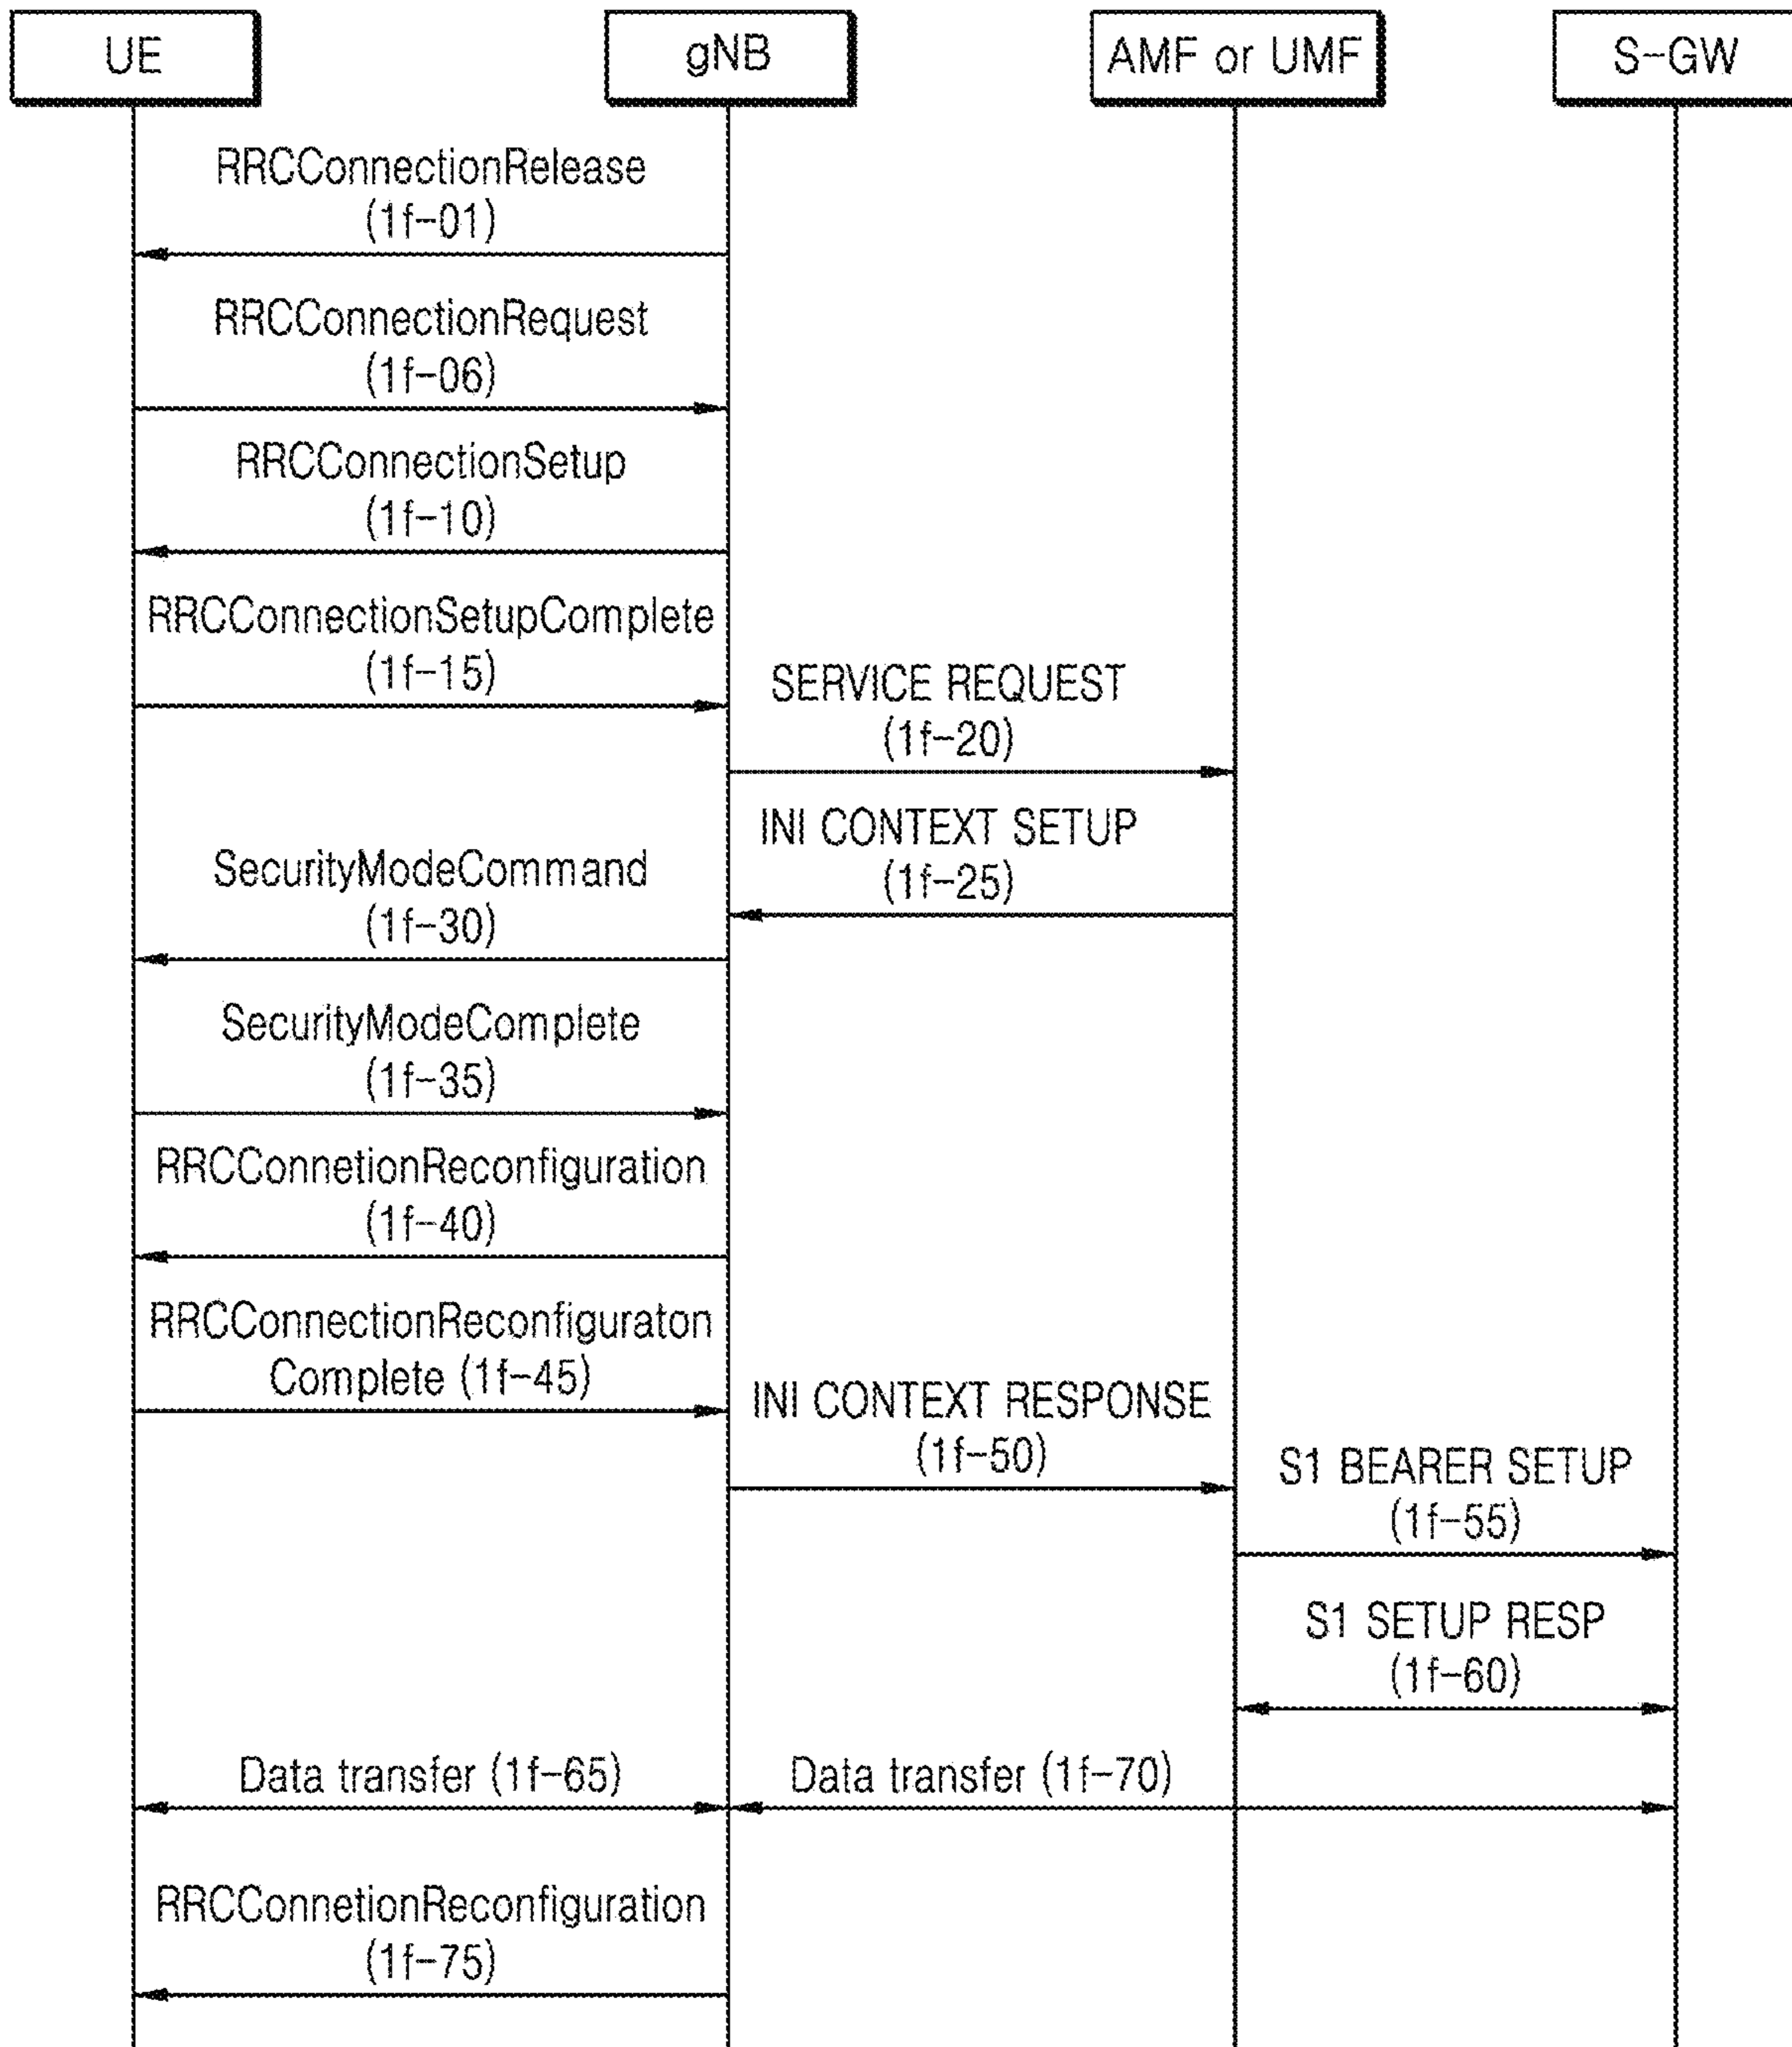 UE
gNB
AMF or UMF
S-GW
RRCConnectionRelease
(1f-01)
RRCConnectionRequest
(1f-06)
RRCConnectionSetup
(1f-10)
RRCConnectionSetupComplete
(1f-15)
SERVICE REQUEST
(1f-20)
INI CONTEXT SETUP
(1f-25)
SecurityModeCommand
(1f-30)
SecurityModeComplete
(1f-35)
RRCConnetionReconfiguration
(1f-40)
RRCConnectionReconfiguraton
Complete (1f-45)
INI CONTEXT RESPONSE
(1f-50)
S1 BEARER SETUP
(1f-55)
S1 SETUP RESP
(1f-60)
Data transfer (1f-65)
Data transfer (1f-70)
RRCConnetionReconfiguration
(1f-75)